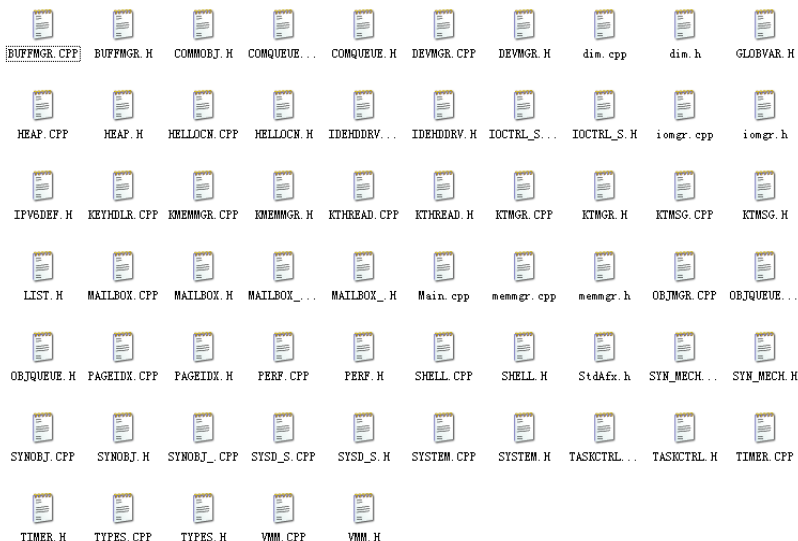 BUFFMGR.CPP BUFFMGR.H COMMOBJ.H COMQUEUE... COMQUEUE.H DEVMGR.CPP DEVMGR.H dim.cpp dim.h GLOBVAR.H
HEAP.CPP HEAP.H HELLOCN.CPP HELLOCN.H IDEHDDRV... IDEHDDRV.H IOCTRL_S... IOCTRL_S.H iomgr.cpp iomgr.h
IPV6DEF.H KEYHDLR.CPP KMEMMGR.CPP KMEMMGR.H KTHREAD.CPP KTHREAD.H KTMGR.CPP KTMGR.H KTMSG.CPP KTMSG.H
LIST.H MAILBOX.CPP MAILBOX.H MAILBOX_... MAILBOX_.H Main.cpp memmgr.cpp memmgr.h OBJMGR.CPP OBJQUEUE...
OBJQUEUE.H PAGEIDX.CPP PAGEIDX.H PERF.CPP PERF.H SHELL.CPP SHELL.H StdAfx.h SYN_MECH... SYN_MECH.H
SYNOBJ.CPP SYNOBJ.H SYNOBJ_.CPP SYSD_S.CPP SYSD_S.H SYSTEM.CPP SYSTEM.H TASKCTRL... TASKCTRL.H TIMER.CPP
TIMER.H TYPES.CPP TYPES.H VMM.CPP VMM.H